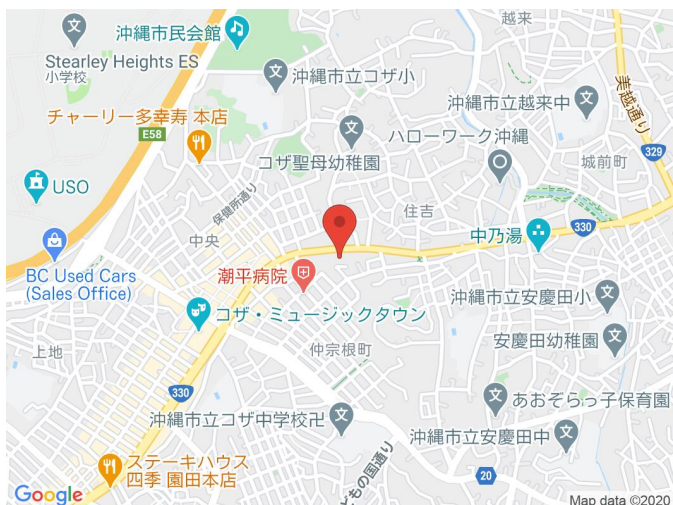 越来
沖縄市民会館
Stearley Heights ES
小学校
沖縄市立コザ小
沖縄市立越来中
美越通り
チャーリー多幸寿 本店
E58
コザ聖母幼稚園
ハローワーク沖縄
329
城前町
USO
保健所通り
住吉
中央
330
中乃湯
BC Used Cars
(Sales Office)
潮平病院
コザ・ミュージックタウン
沖縄市立安慶田小
上地
仲宗根町
安慶田幼稚園
330
あおぞらっ子保育園
沖縄市立コザ中学校卍
沖縄市立安慶田中
ステーキハウス
四季 園田本店
どもの国通り
20
Google
Map data ©2020